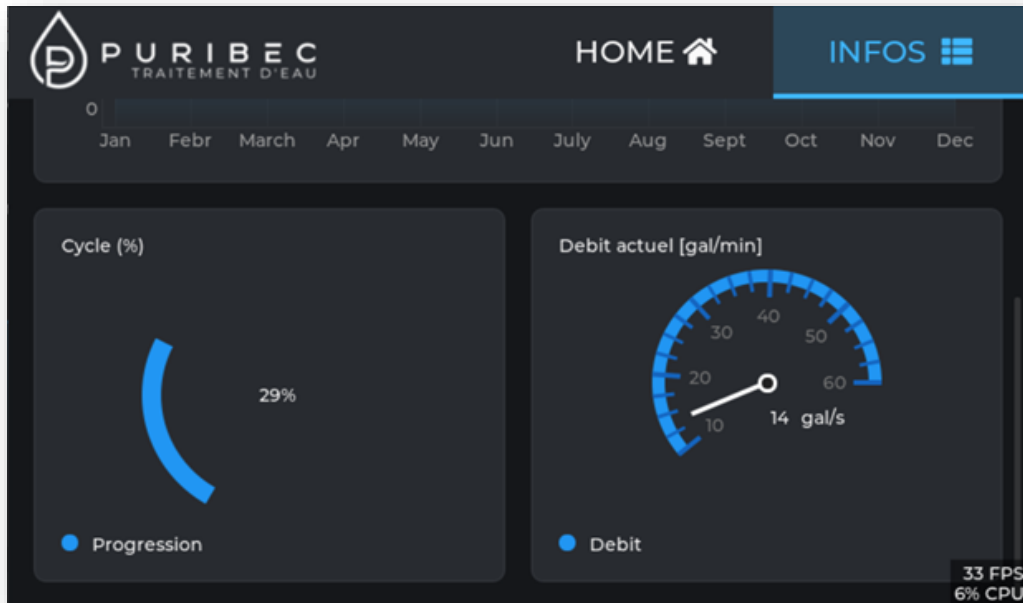 PURIBEC
TRAITEMENT D'EAU
HOME
INFOS
0
Jan Febr March Apr May Jun July Aug Sept Oct Nov Dec
Cycle (%)
29%
Progression
Debit actuel [gal/min]
10 20 30 40 50 60
14 gal/s
Debit
33 FPS
6% CPU